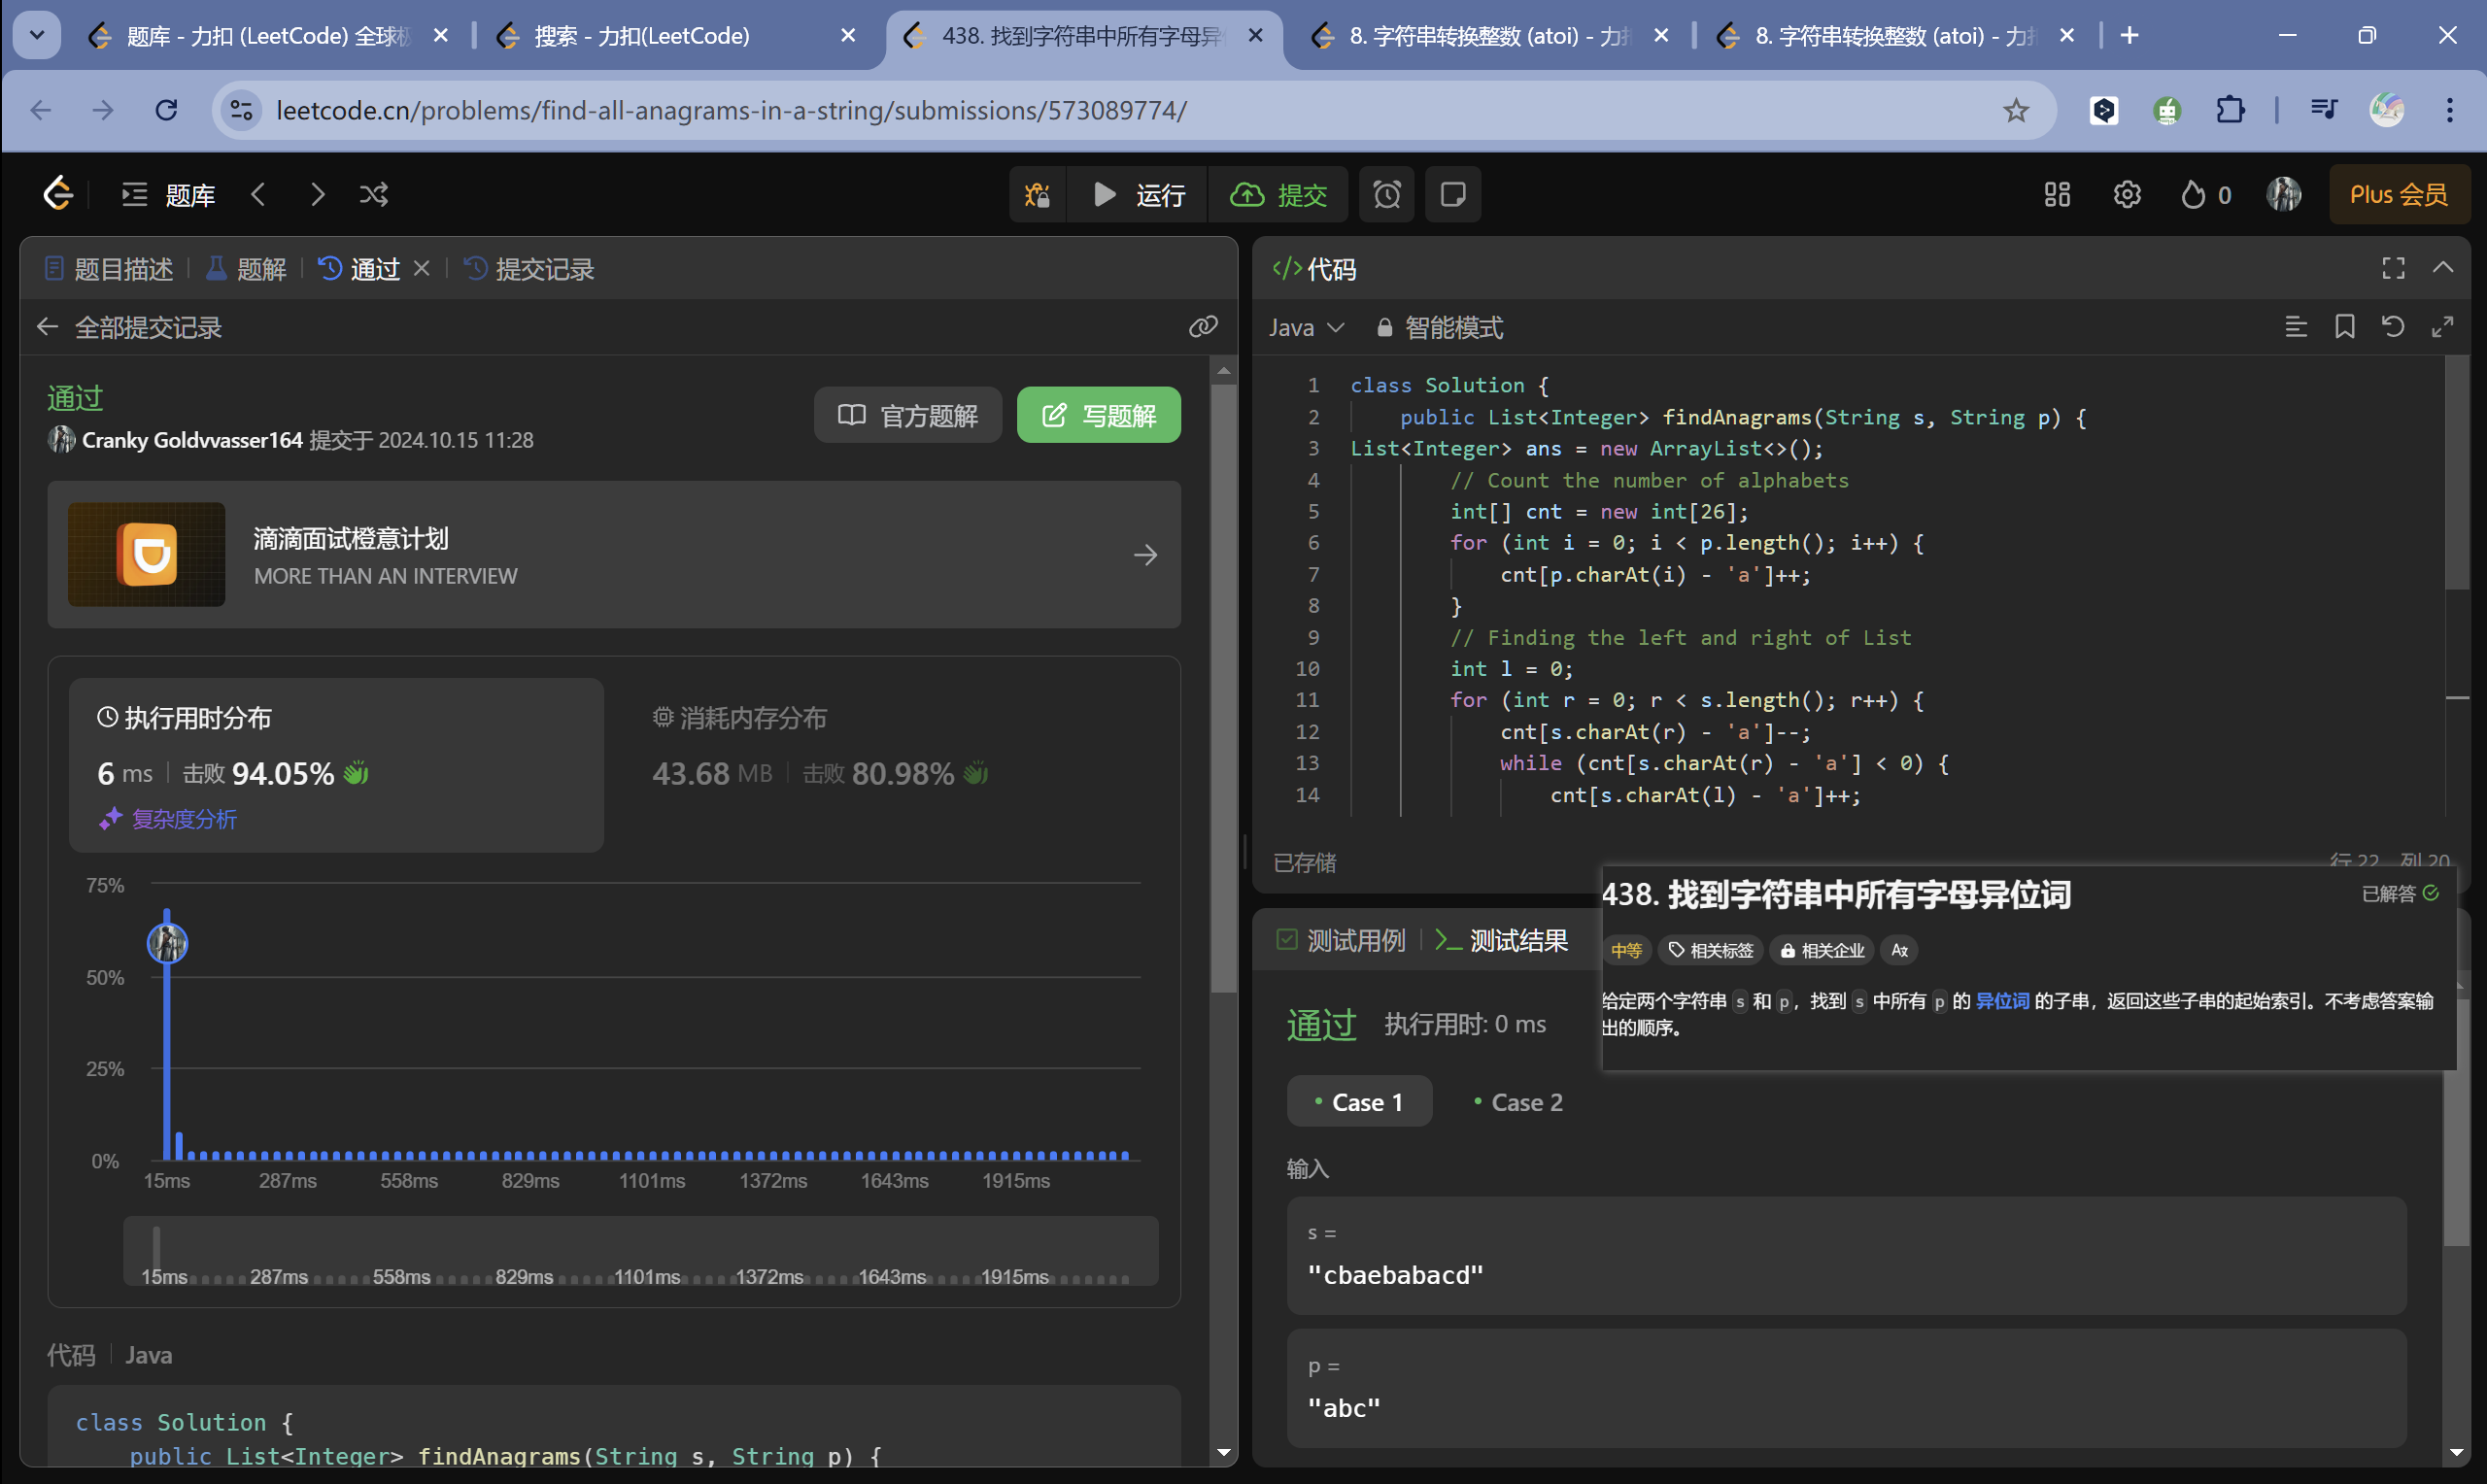 题库 - 力扣 (LeetCode) 全球极
搜索 - 力扣(LeetCode)
438. 找到字符串中所有字母异位
8. 字符串转换整数 (atoi) - 力扣
8. 字符串转换整数 (atoi) - 力扣
leetcode.cn/problems/find-all-anagrams-in-a-string/submissions/573089774/
题库
运行
提交
0
Plus 会员
题目描述
题解
通过
提交记录
全部提交记录
通过
官方题解
写题解
Cranky Goldvvasser164 提交于 2024.10.15 11:28
滴滴面试橙意计划
MORE THAN AN INTERVIEW
执行用时分布
6 ms 击败 94.05%
复杂度分析
消耗内存分布
43.68 MB 击败 80.98%
75%
50%
25%
0%
15ms 287ms 558ms 829ms 1101ms 1372ms 1643ms 1915ms
15ms 287ms 558ms 829ms 1101ms 1372ms 1643ms 1915ms
代码 Java
class Solution {
public List<Integer> findAnagrams(String s, String p) {
</> 代码
Java 智能模式
1 class Solution {
2 public List<Integer> findAnagrams(String s, String p) {
3 List<Integer> ans = new ArrayList<>();
4 // Count the number of alphabets
5 int[] cnt = new int[26];
6 for (int i = 0; i < p.length(); i++) {
7 cnt[p.charAt(i) - 'a']++;
8 }
9 // Finding the left and right of List
10 int l = 0;
11 for (int r = 0; r < s.length(); r++) {
12 cnt[s.charAt(r) - 'a']--;
13 while (cnt[s.charAt(r) - 'a'] < 0) {
14 cnt[s.charAt(l) - 'a']++;
已存储
行 22 列 20
438. 找到字符串中所有字母异位词
已解答
中等 相关标签 相关企业
给定两个字符串 s 和 p，找到 s 中所有 p 的 异位词 的子串，返回这些子串的起始索引。不考虑答案输
出的顺序。
测试用例
测试结果
通过 执行用时: 0 ms
Case 1
Case 2
输入
s =
"cbaebabacd"
p =
"abc"